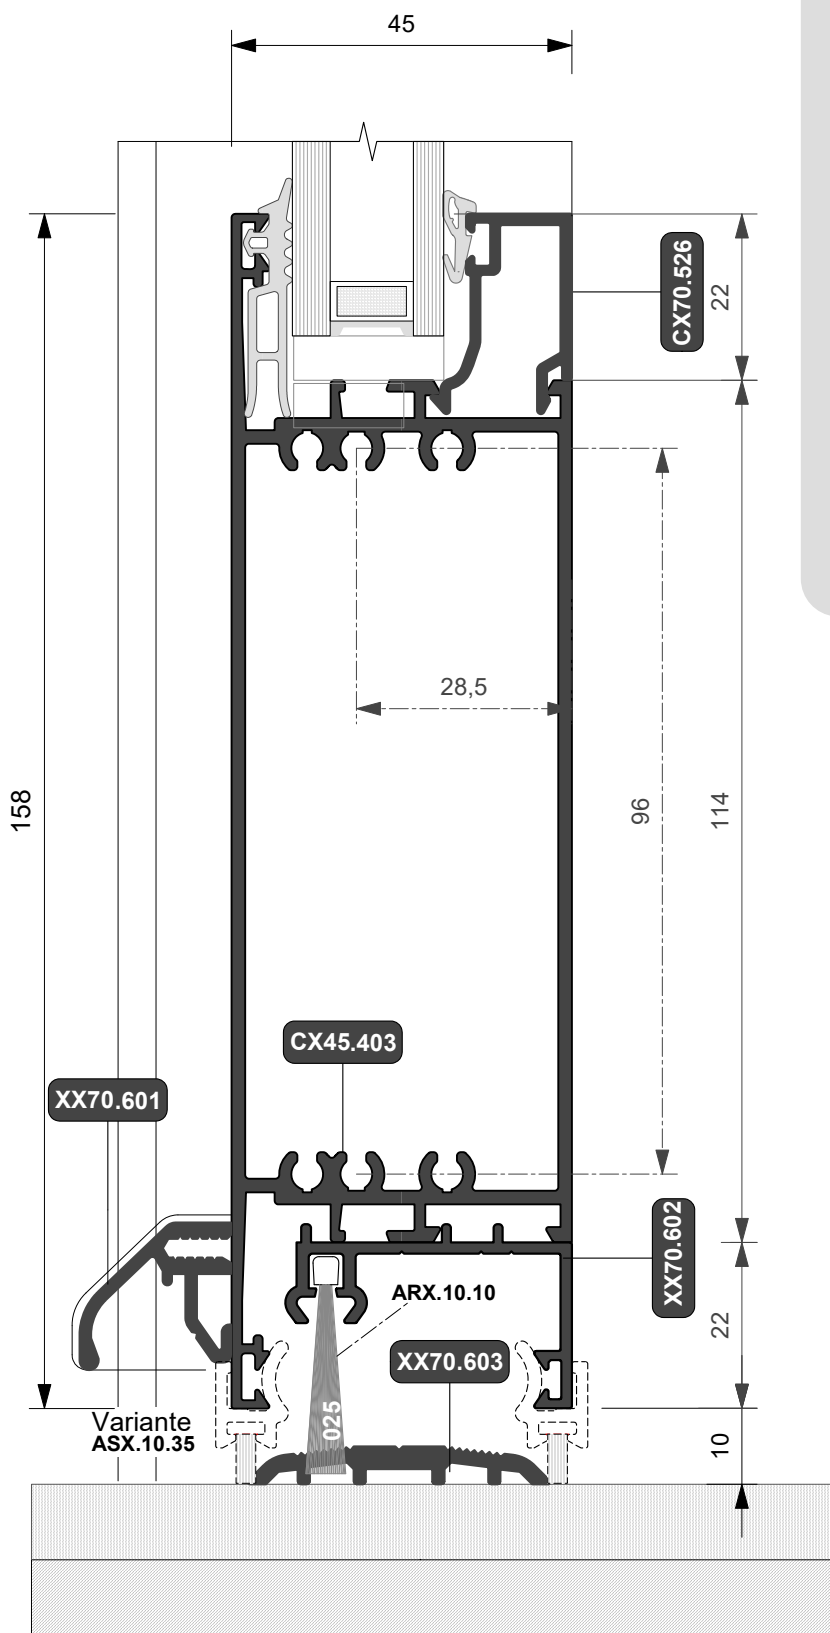 45
CX70.526
22
28,5
158
96
114
CX45.403
XX70.601
XX70.602
ARX.10.10
22
XX70.603
025
Variante
ASX.10.35
10